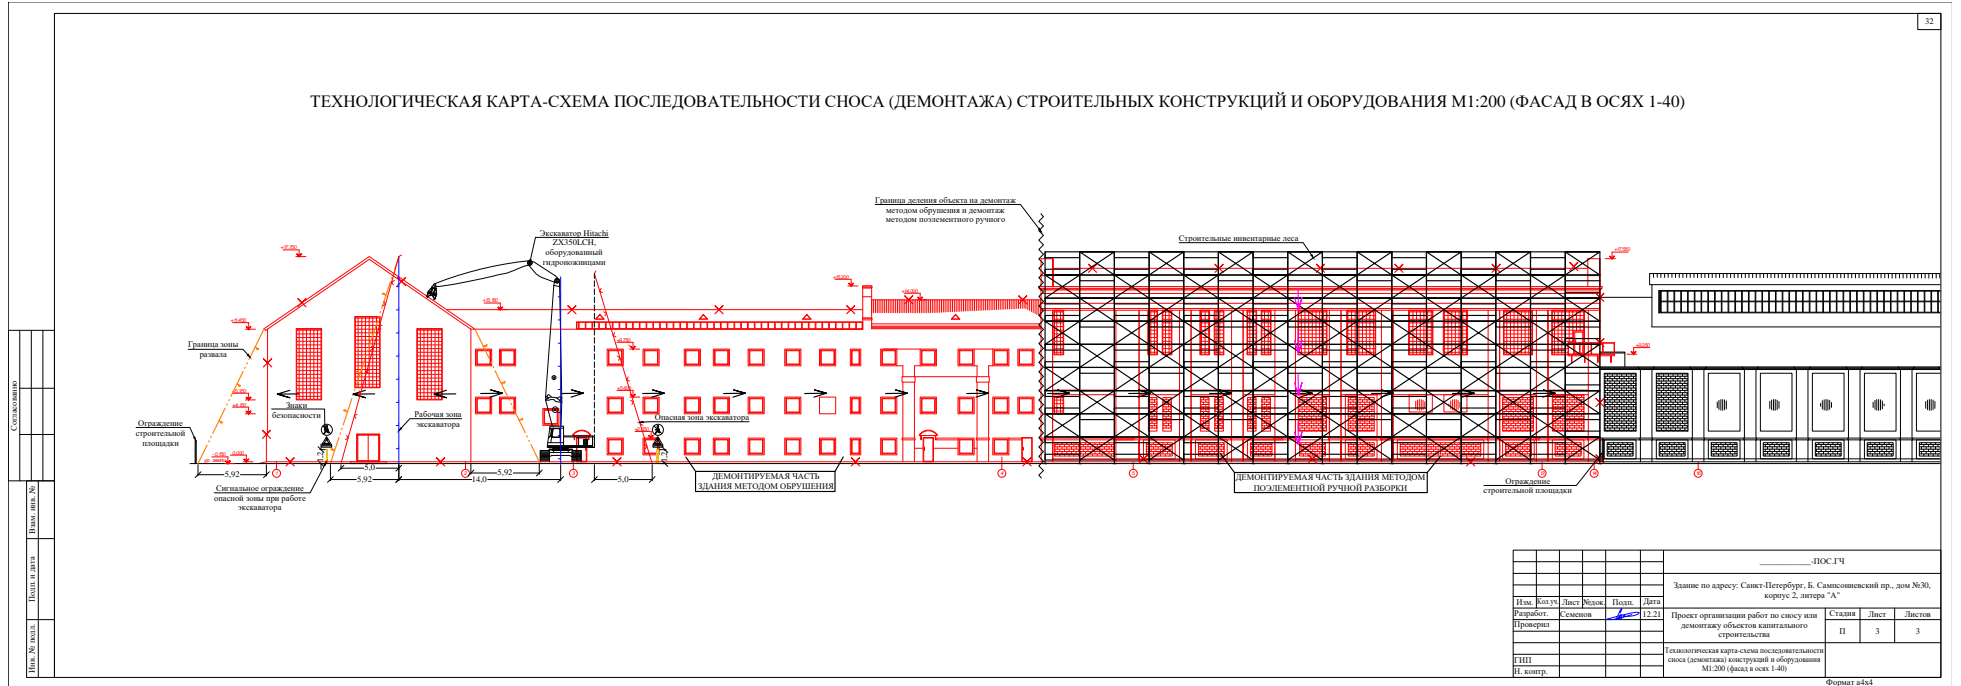 32
ТЕХНОЛОГИЧЕСКАЯ КАРТА-СХЕМА ПОСЛЕДОВАТЕЛЬНОСТИ СНОСА (ДЕМОНТАЖА) СТРОИТЕЛЬНЫХ КОНСТРУКЦИЙ И ОБОРУДОВАНИЯ М1:200 (ФАСАД В ОСЯХ 1-40)
Граница деления объекта на демонтаж
методом обрушения и демонтаж
методом поэлементного ручного
Экскаватор Hitachi
ZX350LCH,
оборудованный
гидроножницами
Строительные инвентарные леса
Граница зоны
развала
Знаки
безопасности
Рабочая зона
экскаватора
Опасная зона экскаватора
Ограждение
строительной
площадки
5,92
5,0
5,92
5,92
14,0
5,0
Сигнальное ограждение
опасной зоны при работе
экскаватора
ДЕМОНТИРУЕМАЯ ЧАСТЬ
ЗДАНИЯ МЕТОДОМ ОБРУШЕНИЯ
ДЕМОНТИРУЕМАЯ ЧАСТЬ ЗДАНИЯ МЕТОДОМ
ПОЭЛЕМЕНТНОЙ РУЧНОЙ РАЗБОРКИ
Ограждение
строительной площадки
Согласовано
Взам. инв. №
Подп. и дата
Инв. № подл.
-ПОС.ГЧ
Здание по адресу: Санкт-Петербург, Б. Сампсониевский пр., дом №30,
корпус 2, литера "А"
Изм. Кол.уч. Лист №док. Подп. Дата
Разработ. Семенов 12.21
Проверил
ГИП
Н. контр.
Проект организации работ по сносу или
демонтажу объектов капитального
строительства
Стадия Лист Листов
П 3 3
Технологическая карта-схема последовательности
сноса (демонтажа) конструкций и оборудования
М1:200 (фасад в осях 1-40)
Формат а4х4